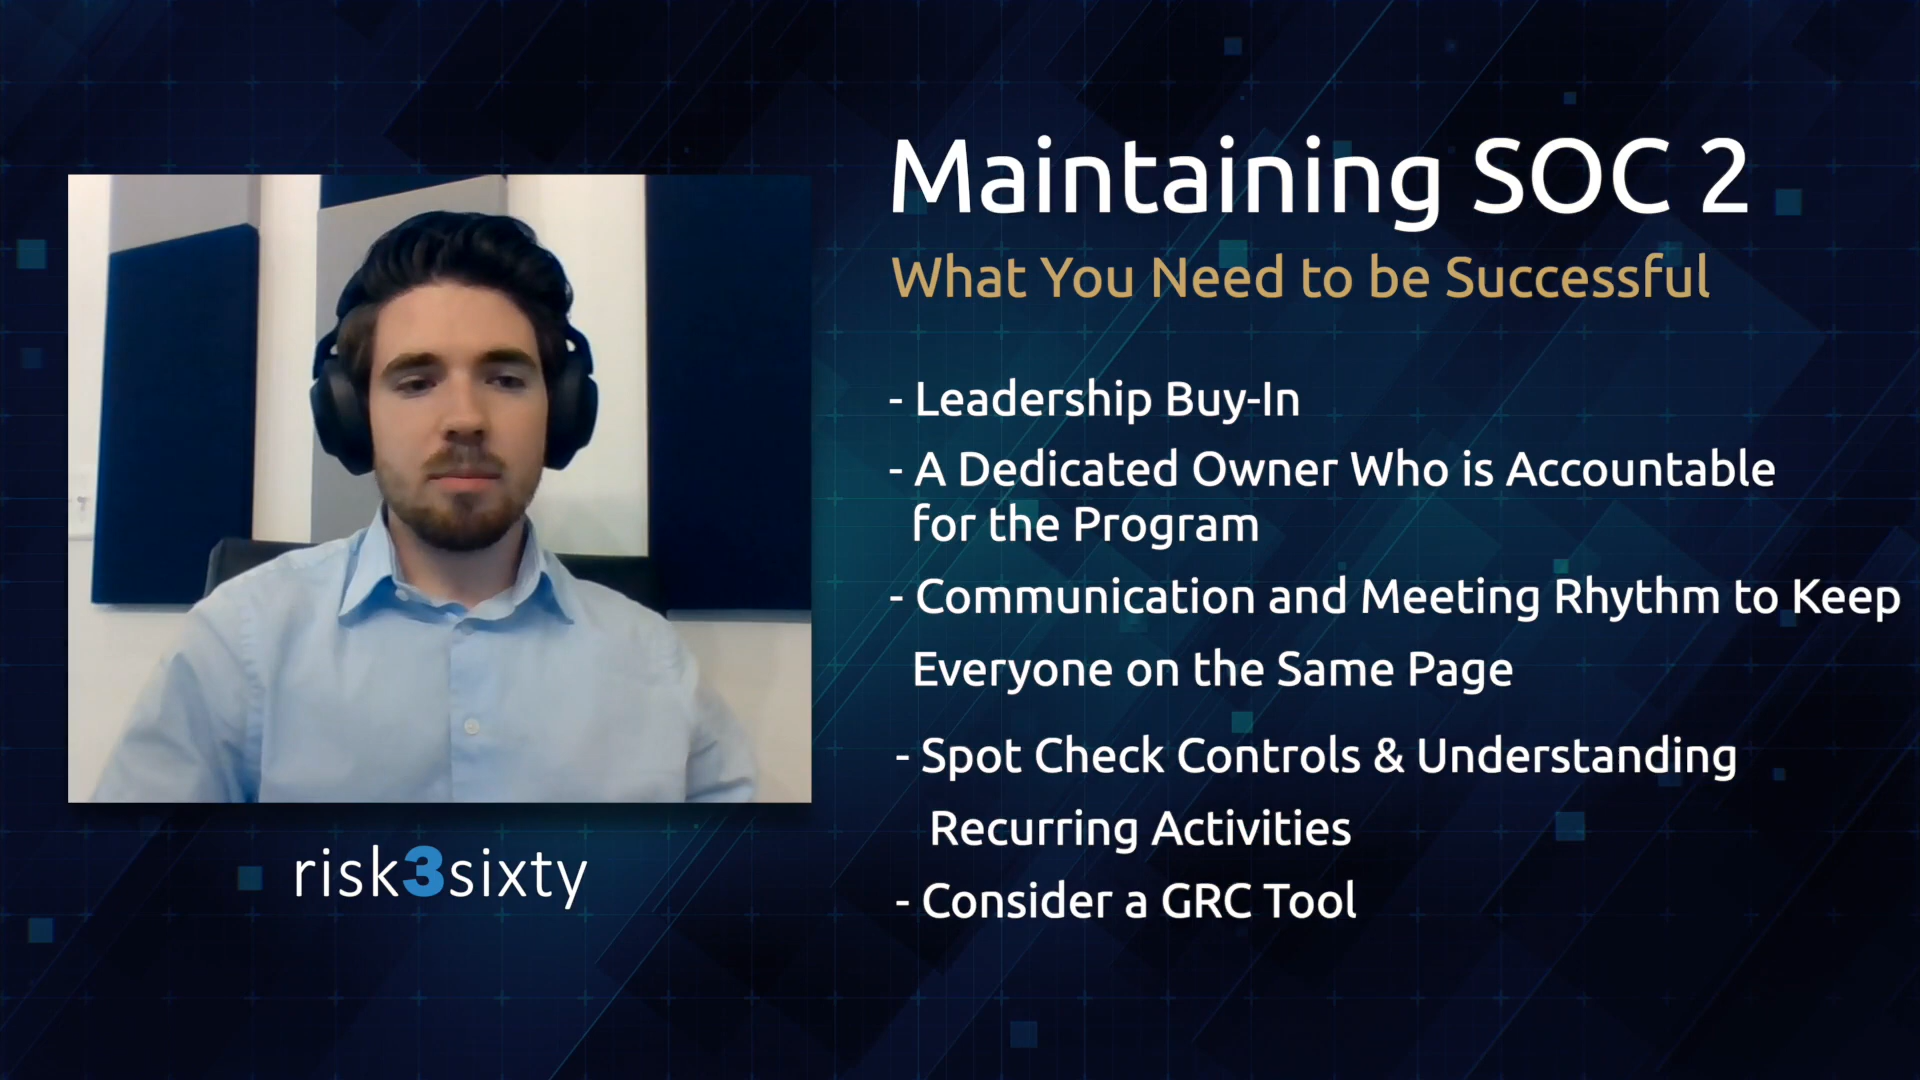 Maintaining SOC 2
What You Need to be Successful
- Leadership Buy-In
- A Dedicated Owner Who is Accountable
for the Program
- Communication and Meeting Rhythm to Keep
Everyone on the Same Page
- Spot Check Controls & Understanding
Recurring Activities
- Consider a GRC Tool
risk3sixty